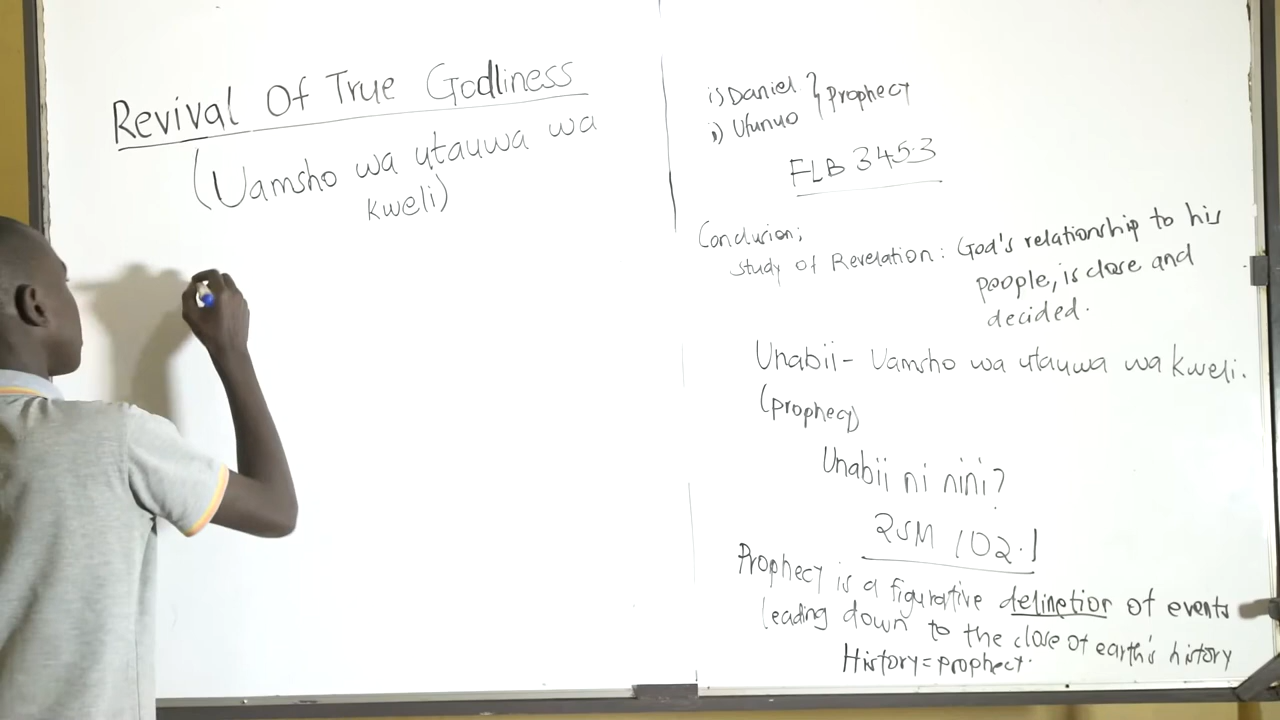 Revival Of True Godliness
(Uamsho wa utauwa wa
kweli)
i) Daniel } prophecy
ii) Ufunuo
FLB 345.3
Conclusion;
study of Revelation: God's relationship to his
people, is close and
decided.
Unabii - Uamsho wa utauwa wa kweli.
(prophecy)
Unabii ni nini?
2SM 102.1
Prophecy is a figurative delinetior of events
leading down to the close of earth's history
History = prophecy.